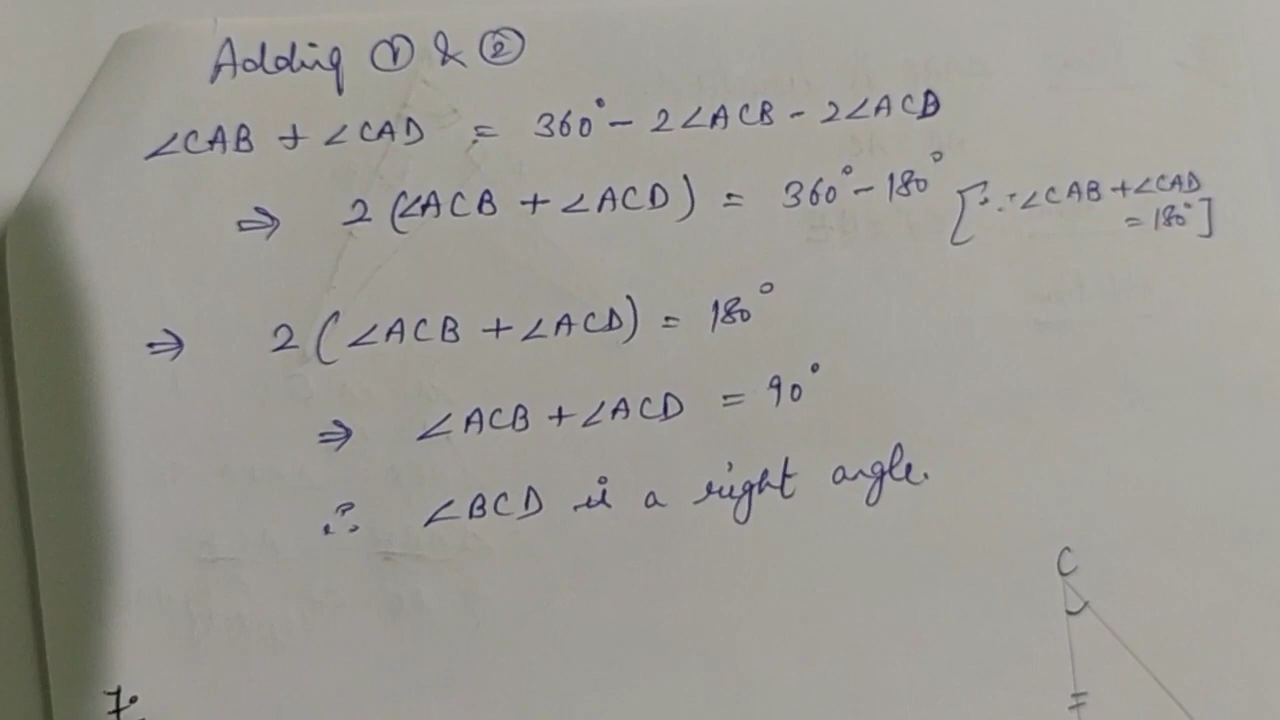 Adding ① & ②
∠CAB + ∠CAD = 360° - 2∠ACB - 2∠ACD
⇒ 2(∠ACB + ∠ACD) = 360° - 180° [∵ ∠CAB + ∠CAD
= 180°]
⇒ 2(∠ACB + ∠ACD) = 180°
⇒ ∠ACB + ∠ACD = 90°
∴ ∠BCD is a right angle.
C
7.